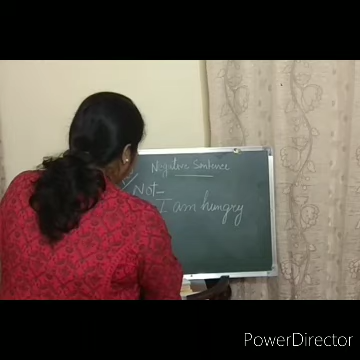 Negative Sentence
Not-
I am hungry
PowerDirector